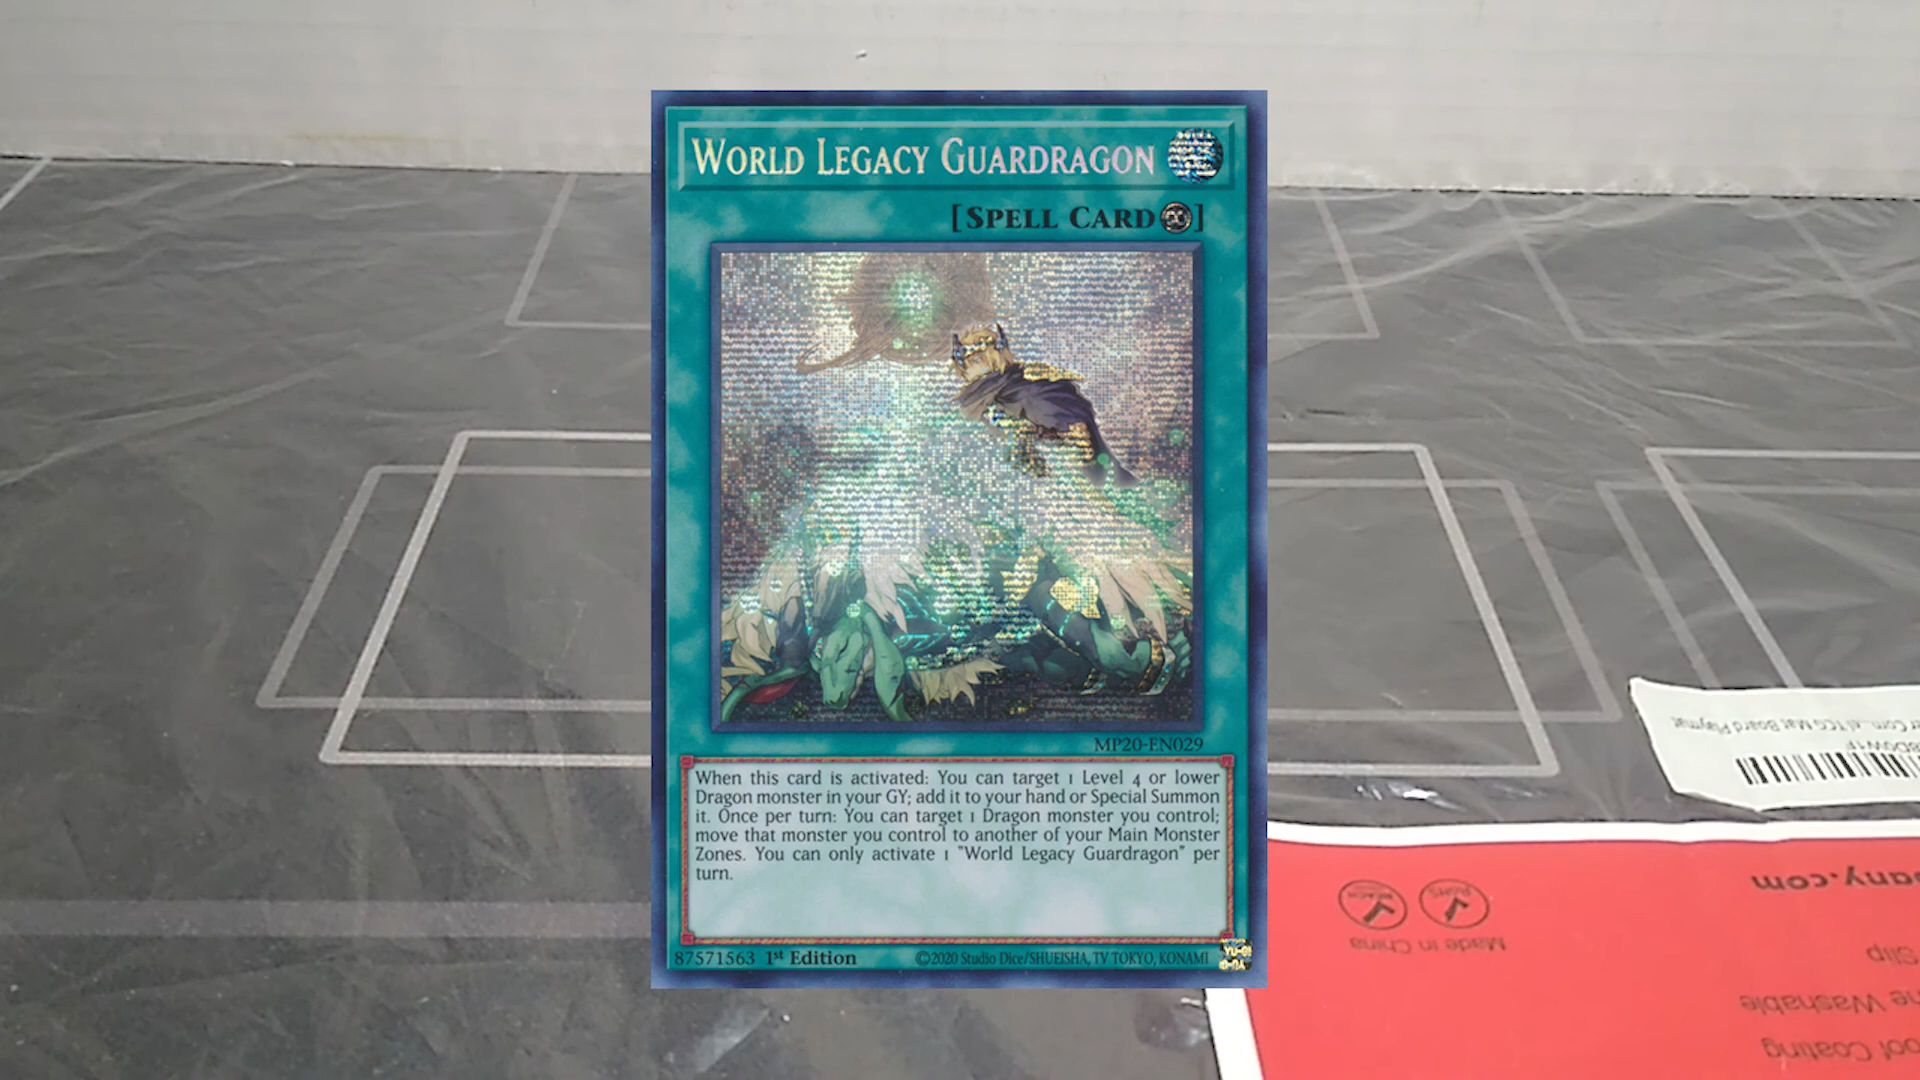 WORLD LEGACY GUARDRAGON
[SPELL CARD]
MP20-EN029
When this card is activated: You can target 1 Level 4 or lower
Dragon monster in your GY; add it to your hand or Special Summon
it. Once per turn: You can target 1 Dragon monster you control;
move that monster you control to another of your Main Monster
Zones. You can only activate 1 "World Legacy Guardragon" per
turn.
87571563 1st Edition
©2020 Studio Dice/SHUEISHA, TV TOKYO, KONAMI
TCG Mat Board Playmat
Made in China